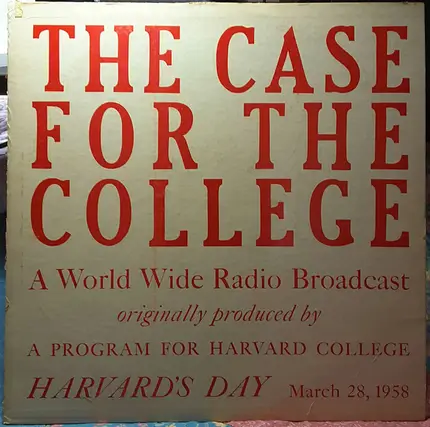 THE CASE
FOR THE
COLLEGE
A World Wide Radio Broadcast
originally produced by
A PROGRAM FOR HARVARD COLLEGE
HARVARD'S DAY March 28, 1958